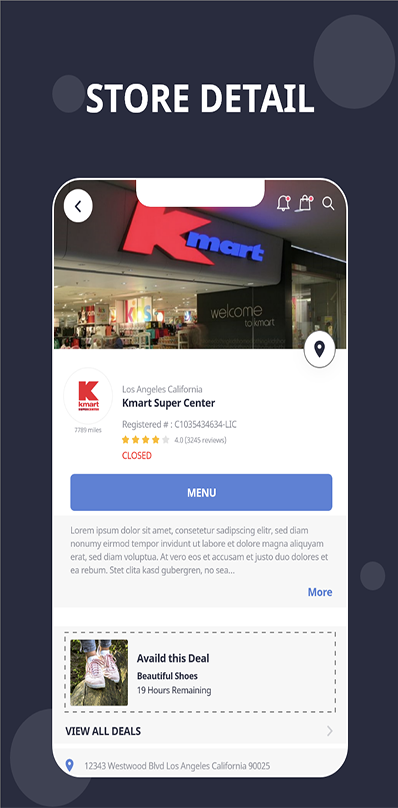 STORE DETAIL
K
mart
welcome
to kmart
Los Angeles California
K
kmart
Kmart Super Center
Registered # : C1035434634-LIC
7789 miles
4.0 (3245 reviews)
CLOSED
MENU
Lorem ipsum dolor sit amet, consetetur sadipscing elitr, sed diam
nonumy eirmod tempor invidunt ut labore et dolore magna aliquyam
erat, sed diam voluptua. At vero eos et accusam et justo duo dolores et
ea rebum. Stet clita kasd gubergren, no sea...
More
Availd this Deal
Beautiful Shoes
19 Hours Remaining
VIEW ALL DEALS
12343 Westwood Blvd Los Angeles California 90025